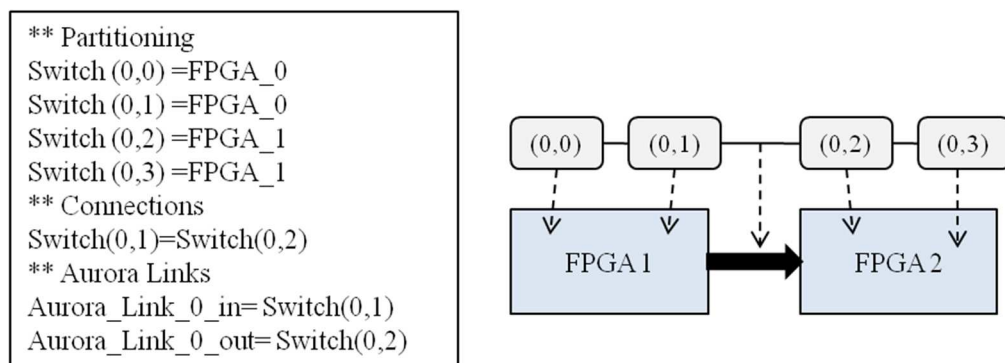 ** Partitioning
Switch (0,0) =FPGA_0
Switch (0,1) =FPGA_0
Switch (0,2) =FPGA_1
Switch (0,3) =FPGA_1
** Connections
Switch(0,1)=Switch(0,2)
** Aurora Links
Aurora_Link_0_in= Switch(0,1)
Aurora_Link_0_out= Switch(0,2)
(0,0) (0,1) (0,2) (0,3)
FPGA 1 FPGA 2